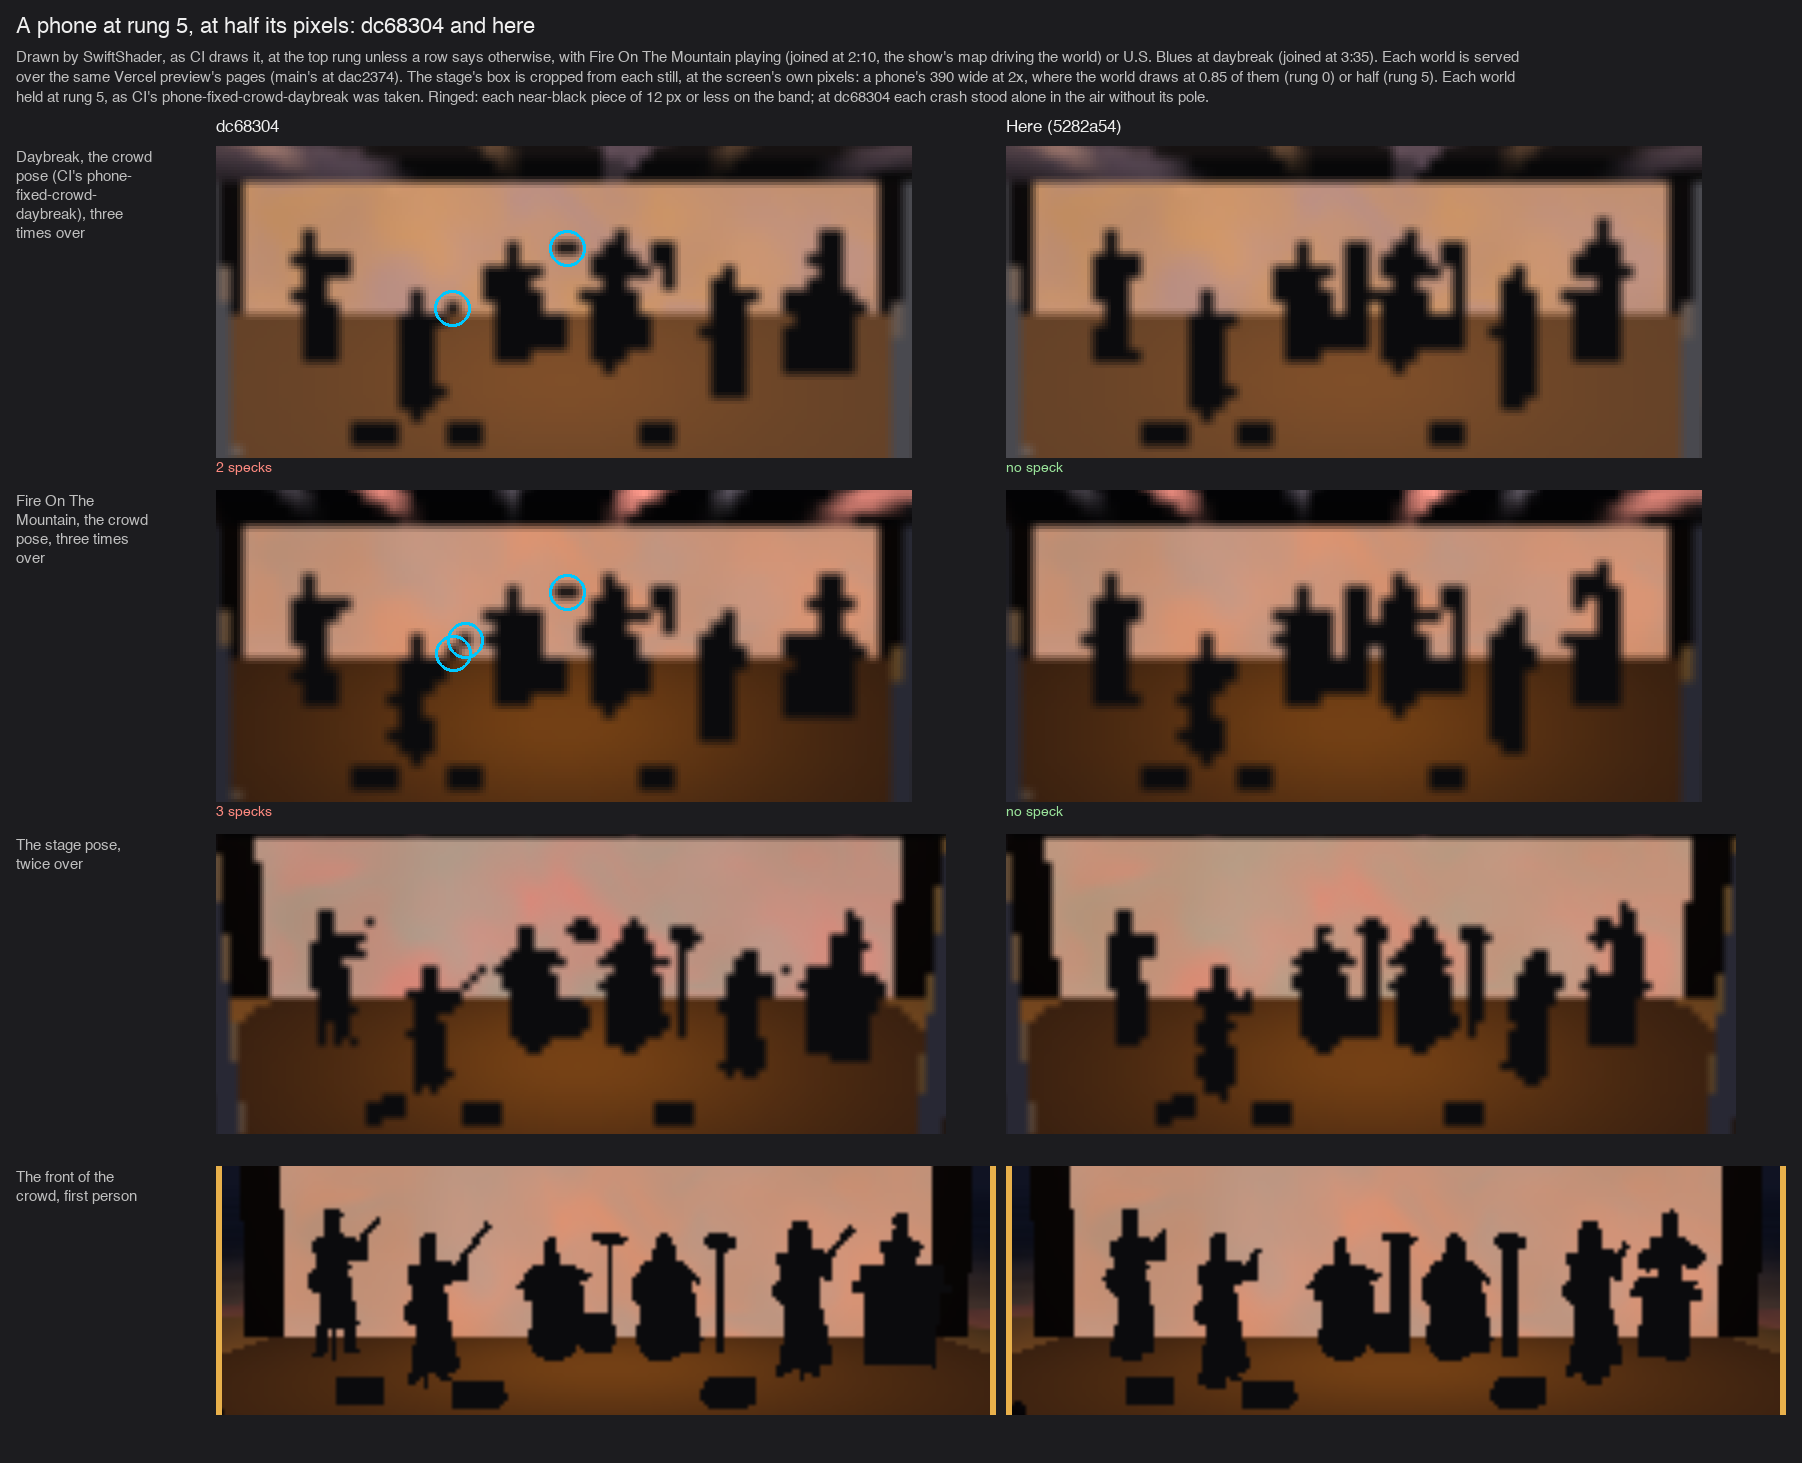 A phone at rung 5, at half its pixels: dc68304 and here
Drawn by SwiftShader, as CI draws it, at the top rung unless a row says otherwise, with Fire On The Mountain playing (joined at 2:10, the show's map driving the world) or U.S. Blues at daybreak (joined at 3:35). Each world is served
over the same Vercel preview's pages (main's at dac2374). The stage's box is cropped from each still, at the screen's own pixels: a phone's 390 wide at 2x, where the world draws at 0.85 of them (rung 0) or half (rung 5). Each world
held at rung 5, as CI's phone-fixed-crowd-daybreak was taken. Ringed: each near-black piece of 12 px or less on the band; at dc68304 each crash stood alone in the air without its pole.
dc68304
Here (5282a54)
Daybreak, the crowd
pose (CI's phone-
fixed-crowd-
daybreak), three
times over
2 specks
no speck
Fire On The
Mountain, the crowd
pose, three times
over
3 specks
no speck
The stage pose,
twice over
The front of the
crowd, first person